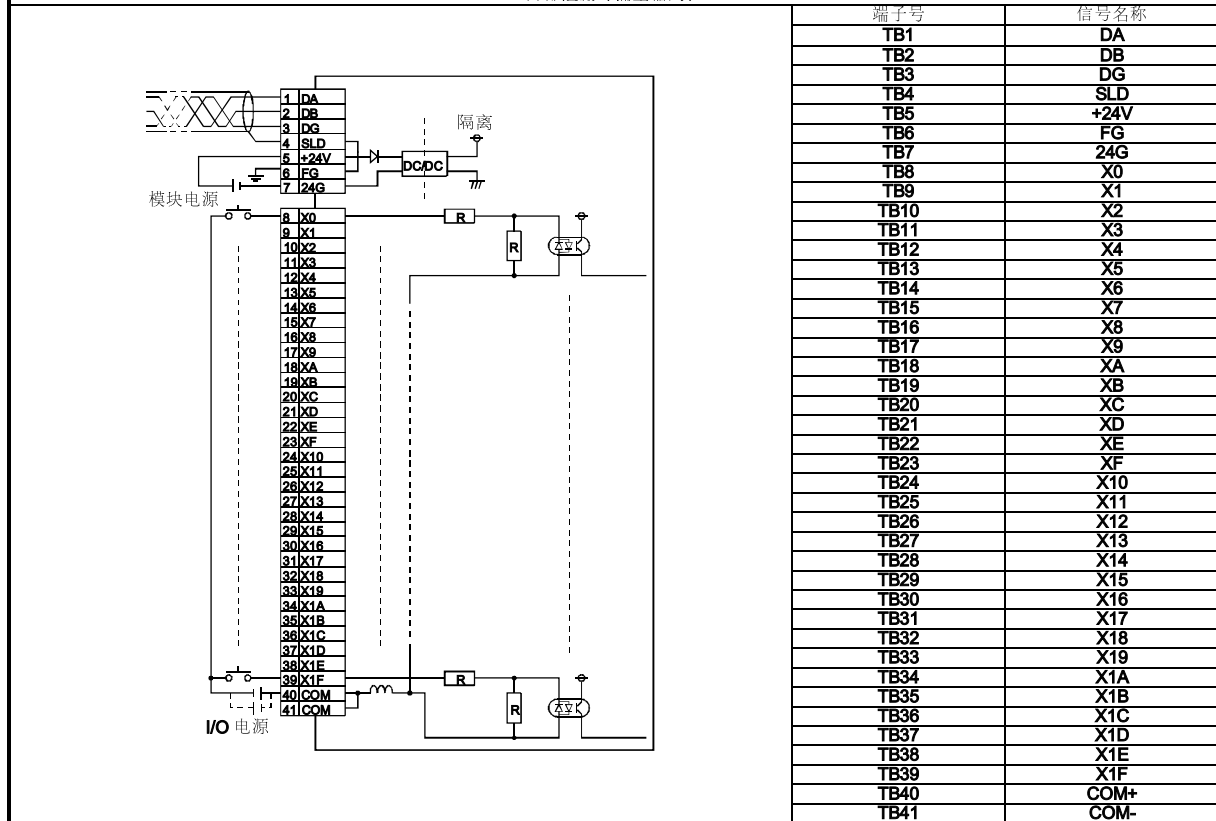 1 DA
2 DB
3 DG
4 SLD
5 +24V
6 FG
7 24G
隔离
DC/DC
模块电源
8 X0
9 X1
10 X2
11 X3
12 X4
13 X5
14 X6
15 X7
16 X8
17 X9
18 XA
19 XB
20 XC
21 XD
22 XE
23 XF
24 X10
25 X11
26 X12
27 X13
28 X14
29 X15
30 X16
31 X17
32 X18
33 X19
34 X1A
35 X1B
36 X1C
37 X1D
38 X1E
39 X1F
40 COM
41 COM
R
R
R
R
I/O 电源
端子号 信号名称
TB1 DA
TB2 DB
TB3 DG
TB4 SLD
TB5 +24V
TB6 FG
TB7 24G
TB8 X0
TB9 X1
TB10 X2
TB11 X3
TB12 X4
TB13 X5
TB14 X6
TB15 X7
TB16 X8
TB17 X9
TB18 XA
TB19 XB
TB20 XC
TB21 XD
TB22 XE
TB23 XF
TB24 X10
TB25 X11
TB26 X12
TB27 X13
TB28 X14
TB29 X15
TB30 X16
TB31 X17
TB32 X18
TB33 X19
TB34 X1A
TB35 X1B
TB36 X1C
TB37 X1D
TB38 X1E
TB39 X1F
TB40 COM+
TB41 COM-